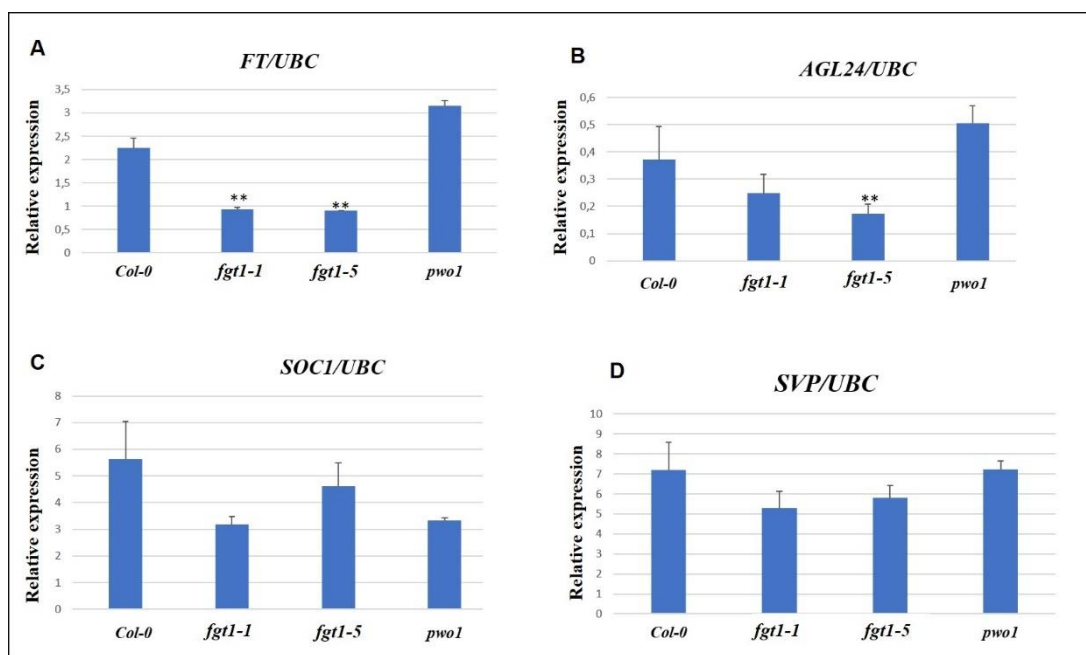 A
FT/UBC
Relative expression
3,5
3
2,5
2
1,5
1
0,5
0
**
**
Col-0 fgt1-1 fgt1-5 pwo1
B
AGL24/UBC
Relative expression
0,6
0,5
0,4
0,3
0,2
0,1
0
**
Col-0 fgt1-1 fgt1-5 pwo1
C
SOC1/UBC
Relative expression
8
7
6
5
4
3
2
1
0
Col-0 fgt1-1 fgt1-5 pwo1
D
SVP/UBC
Relative expression
10
9
8
7
6
5
4
3
2
1
0
Col-0 fgt1-1 fgt1-5 pwo1